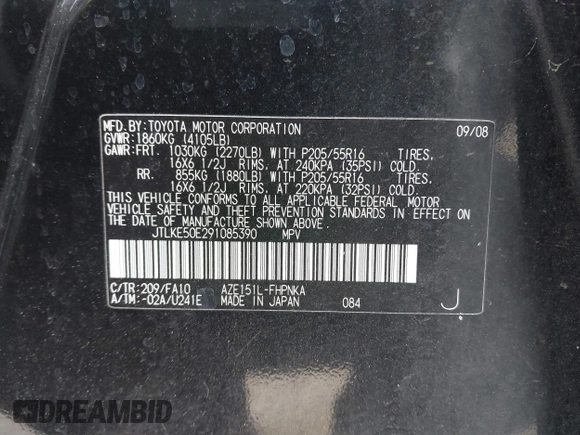 MFD.BY:TOYOTA MOTOR CORPORATION 09/08
GVWR:1860KG (4105LB)
GAWR:FRT. 1030KG (2270LB) WITH P205/55R16 TIRES,
16X6 1/2J RIMS, AT 240KPA (35PSI) COLD
RR. 855KG (1880LB) WITH P205/55R16 TIRES,
16X6 1/2J RIMS, AT 220KPA (32PSI) COLD
THIS VEHICLE CONFORMS TO ALL APPLICABLE FEDERAL MOTOR
VEHICLE SAFETY STANDARDS IN EFFECT ON
THE DATE OF MANUFACTURE SHOWN ABOVE.
JTLKE50E291085390 MPV
C/TR:209/FA10 AZE151L-FHPNKA
A/TM:-02A/U241E MADE IN JAPAN 084 J
DREAMBID